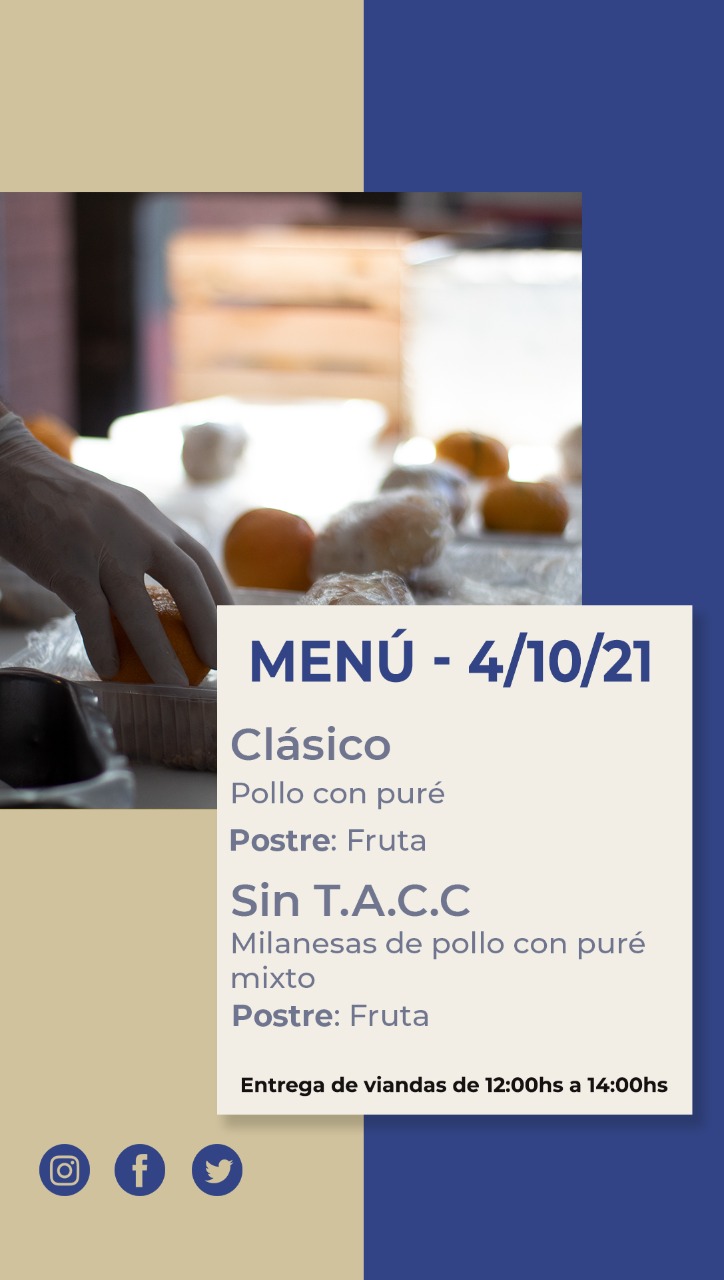 MENÚ - 4/10/21
Clásico
Pollo con puré
Postre: Fruta
Sin T.A.C.C
Milanesas de pollo con puré
mixto
Postre: Fruta
Entrega de viandas de 12:00hs a 14:00hs